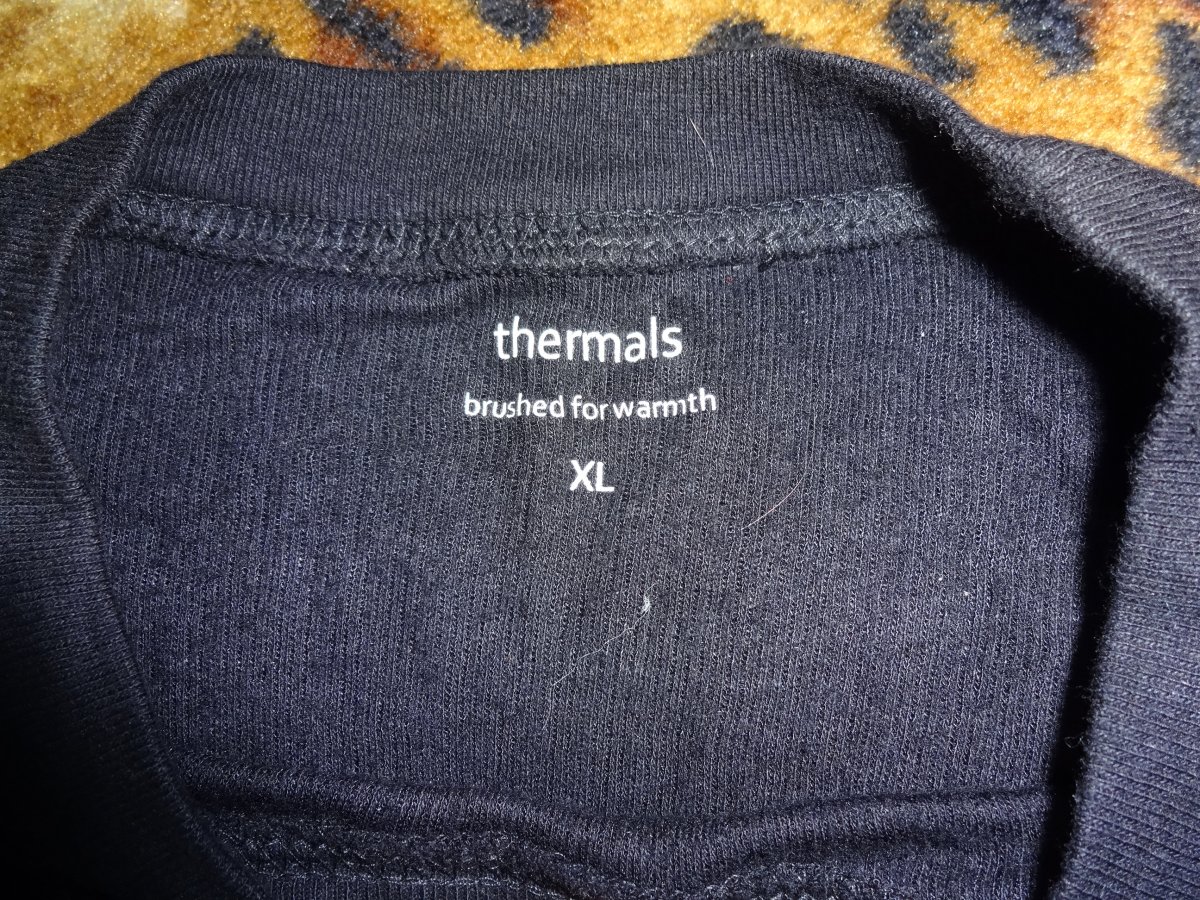 thermals
brushed for warmth
XL